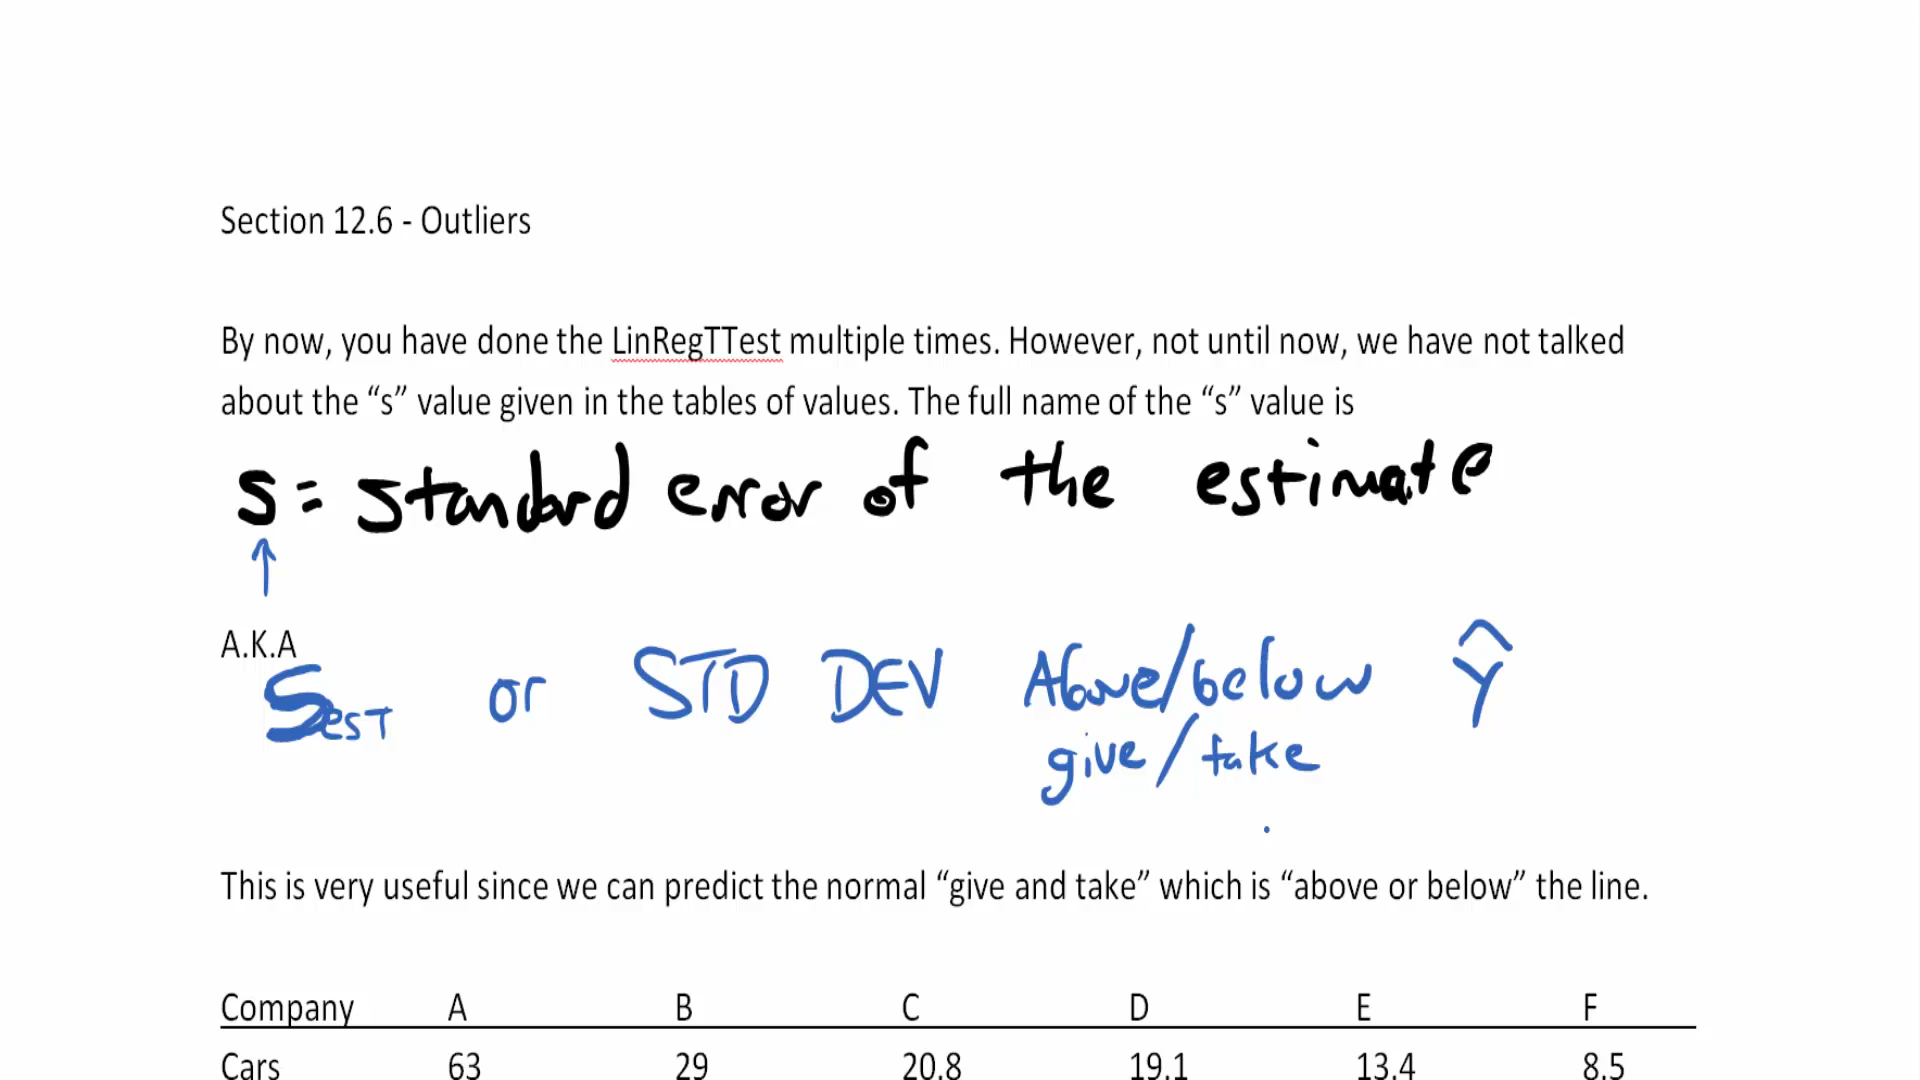 Section 12.6 - Outliers
By now, you have done the LinRegTTest multiple times. However, not until now, we have not talked
about the “s” value given in the tables of values. The full name of the “s” value is
s = standard error of the estimate
A.K.A
SEST or STD DEV Above/below Ŷ
give/take
This is very useful since we can predict the normal “give and take” which is “above or below” the line.
Company A B C D E F
Cars 63 29 20.8 19.1 13.4 8.5